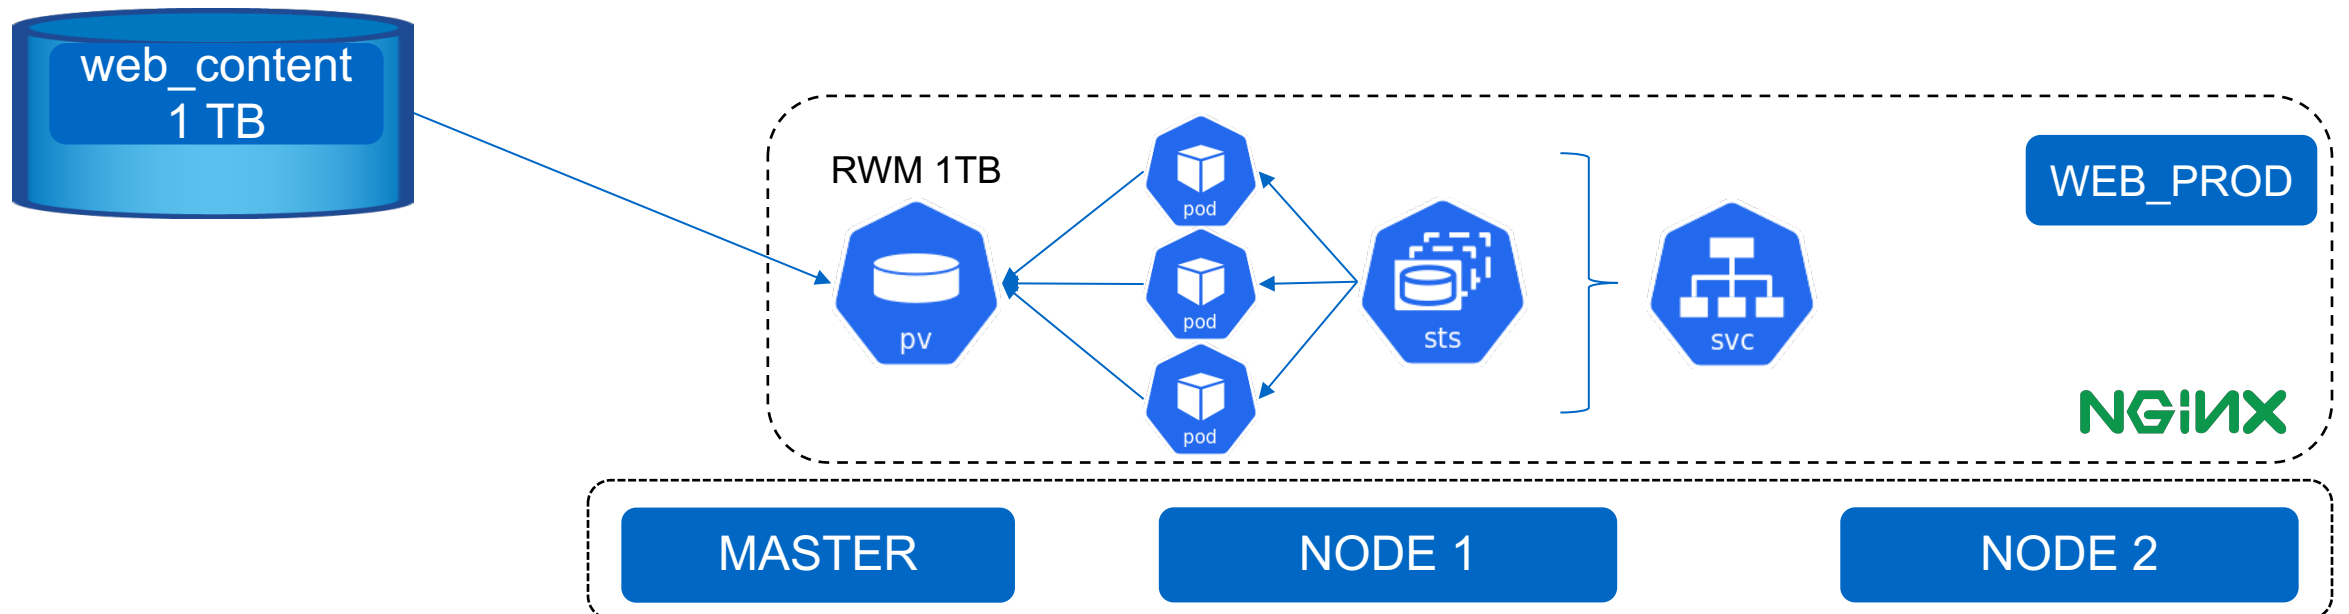 web_content
1 TB
RWM 1TB
WEB_PROD
pod
pod
pod
pv
sts
svc
NGINX
MASTER
NODE 1
NODE 2